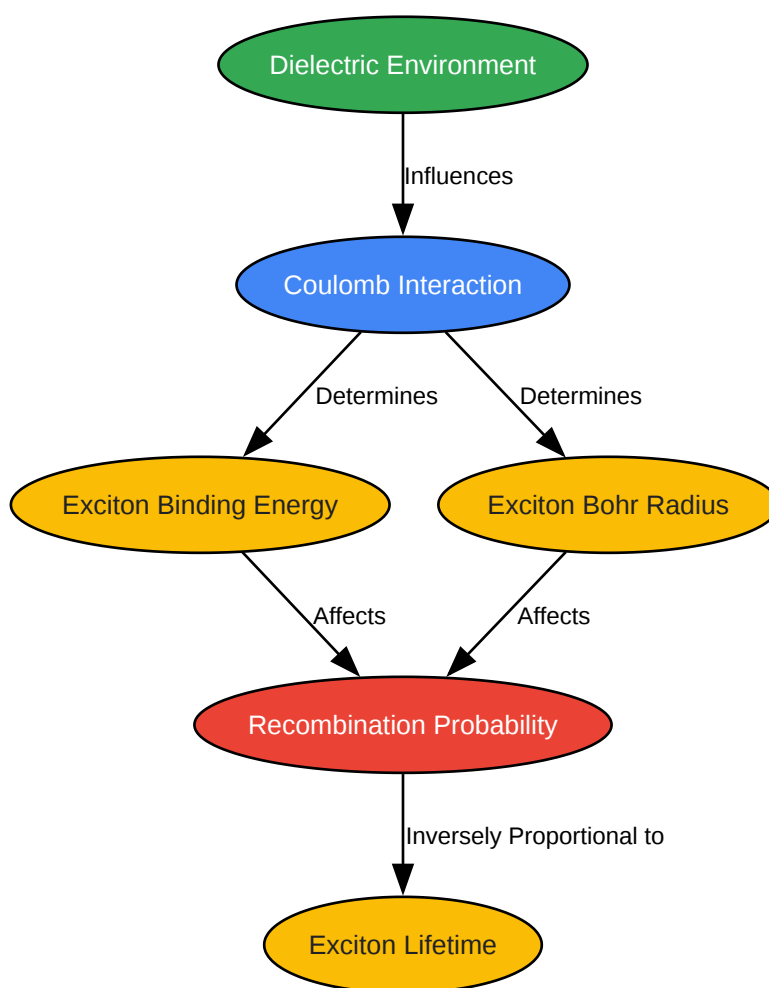 Dielectric Environment
Influences
Coulomb Interaction
Determines
Determines
Exciton Binding Energy
Exciton Bohr Radius
Affects
Affects
Recombination Probability
Inversely Proportional to
Exciton Lifetime